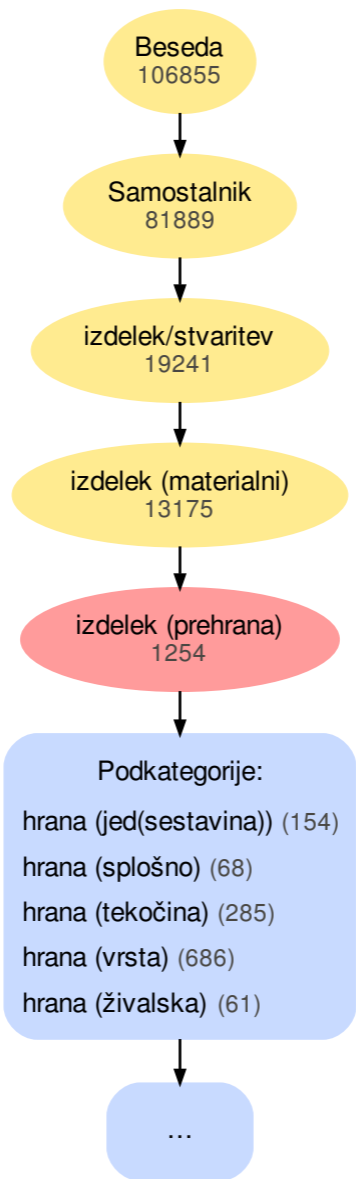 Beseda
106855
Samostalnik
81889
izdelek/stvaritev
19241
izdelek (materialni)
13175
izdelek (prehrana)
1254
Podkategorije:
hrana (jed(sestavina)) (154)
hrana (splošno) (68)
hrana (tekočina) (285)
hrana (vrsta) (686)
hrana (živalska) (61)
...